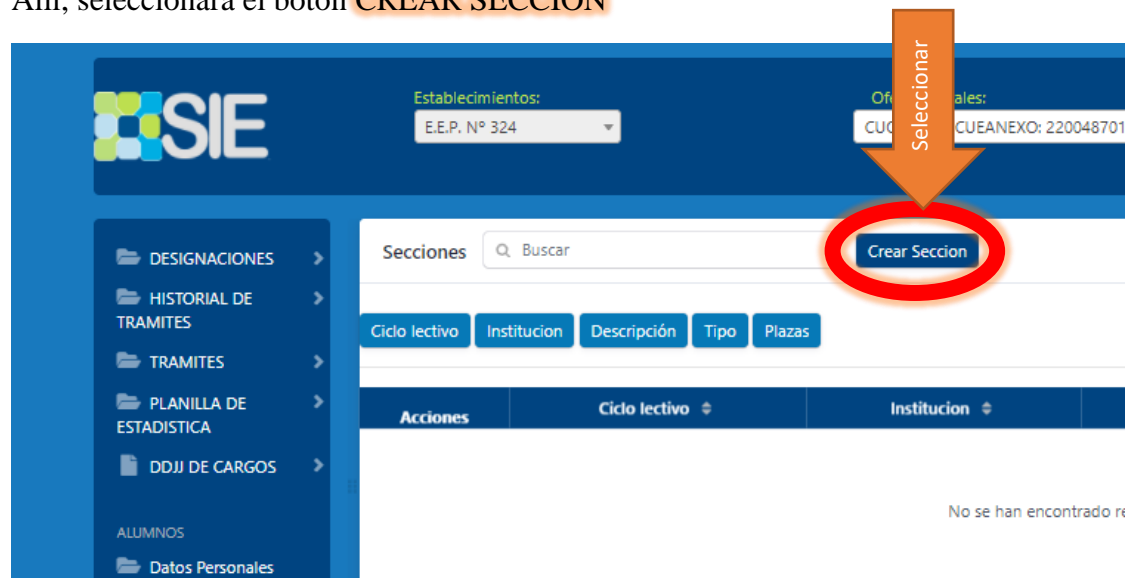 Allí, seleccionará el botón CREAR SECCION
Seleccionar
SIE
Establecimientos:
E.E.P. Nº 324
CUEANEXO: 220048701
Secciones
Buscar
Crear Seccion
DESIGNACIONES
HISTORIAL DE
TRAMITES
TRAMITES
PLANILLA DE
ESTADISTICA
DDJJ DE CARGOS
ALUMNOS
Datos Personales
Ciclo lectivo Institucion Descripción Tipo Plazas
Acciones Ciclo lectivo Institucion
No se han encontrado re